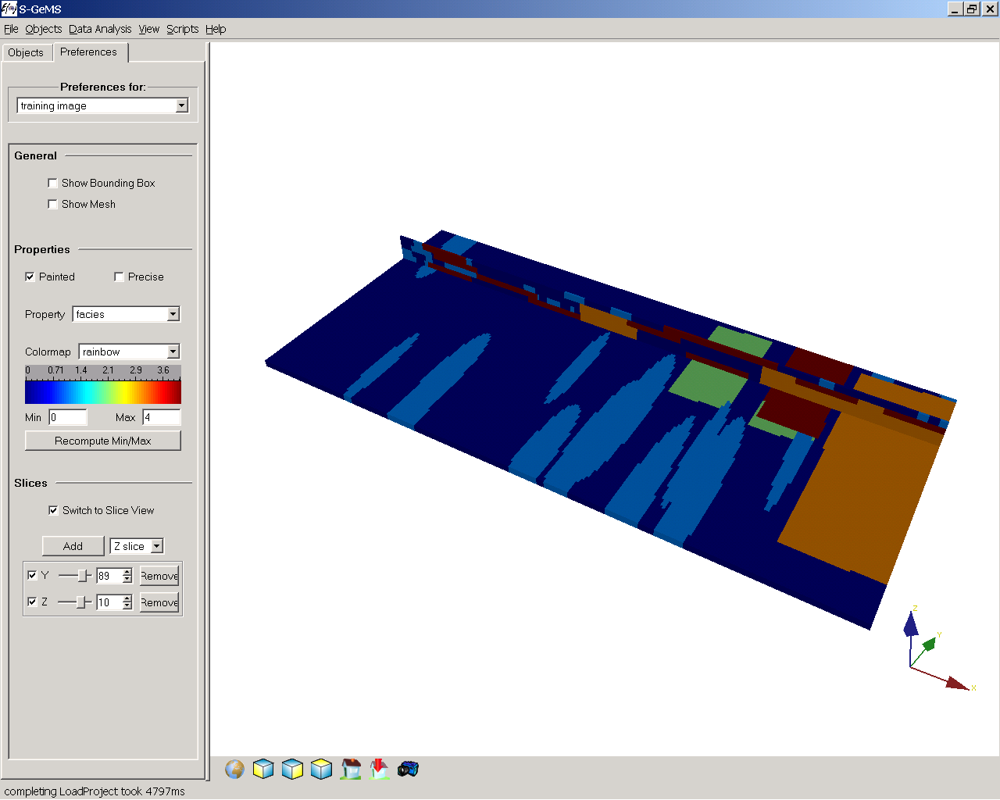 S-GeMS
File Objects Data Analysis View Scripts Help
Objects Preferences
Preferences for:
training image
General
Show Bounding Box
Show Mesh
Properties
Painted Precise
Property facies
Colormap rainbow
0 0.71 1.4 2.1 2.9 3.6
Min 0 Max 4
Recompute Min/Max
Slices
Switch to Slice View
Add Z slice
Y 89 Remove
Z 10 Remove
Z
Y
X
completing LoadProject took 4797ms